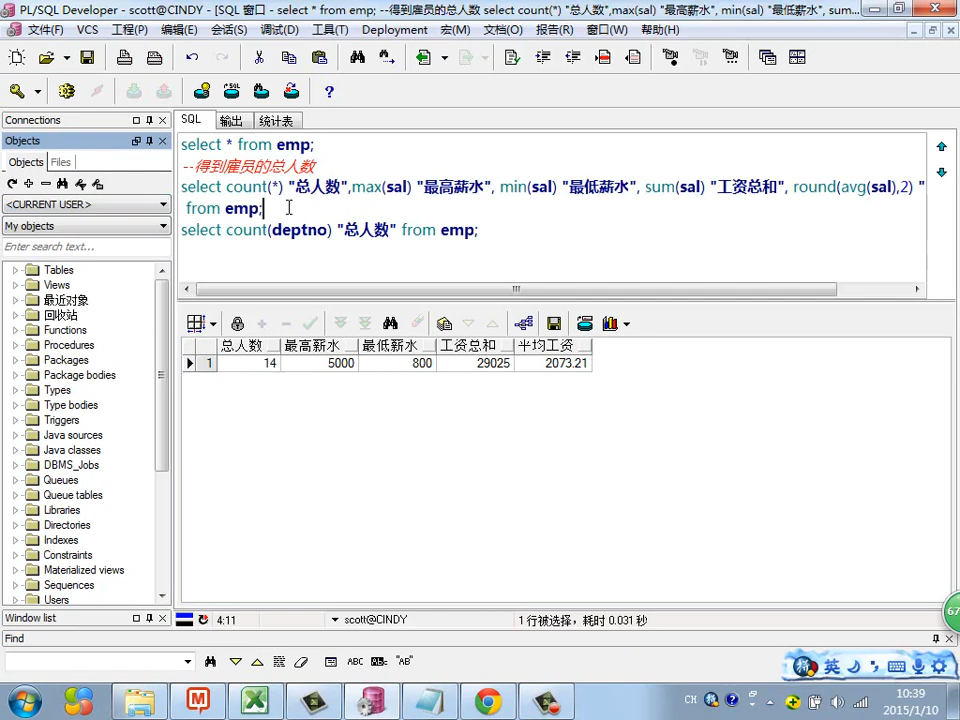 PL/SQL Developer - scott@CINDY - [SQL 窗口 - select * from emp; --得到雇员的总人数 select count(*) "总人数",max(sal) "最高薪水", min(sal) "最低薪水", sum...
文件(F) VCS 工程(P) 编辑(E) 会话(S) 调试(D) 工具(T) Deployment 宏(M) 文档(O) 报告(R) 窗口(W) 帮助(H)
Connections
Objects
Objects Files
<CURRENT USER>
My objects
Enter search text...
Tables
Views
最近对象
回收站
Functions
Procedures
Packages
Package bodies
Types
Type bodies
Triggers
Java sources
Java classes
DBMS_Jobs
Queues
Queue tables
Libraries
Directories
Indexes
Constraints
Materialized views
Sequences
Users
SQL 输出 统计表
select * from emp;
--得到雇员的总人数
select count(*) "总人数",max(sal) "最高薪水", min(sal) "最低薪水", sum(sal) "工资总和", round(avg(sal),2) "
from emp;
select count(deptno) "总人数" from emp;
总人数 最高薪水 最低薪水 工资总和 平均工资
1 14 5000 800 29025 2073.21
67
Window list
4:11 scott@CINDY 1 行被选择, 耗时 0.031 秒
Find
ABC ABc "AB"
英
CH
10:39
2015/1/10